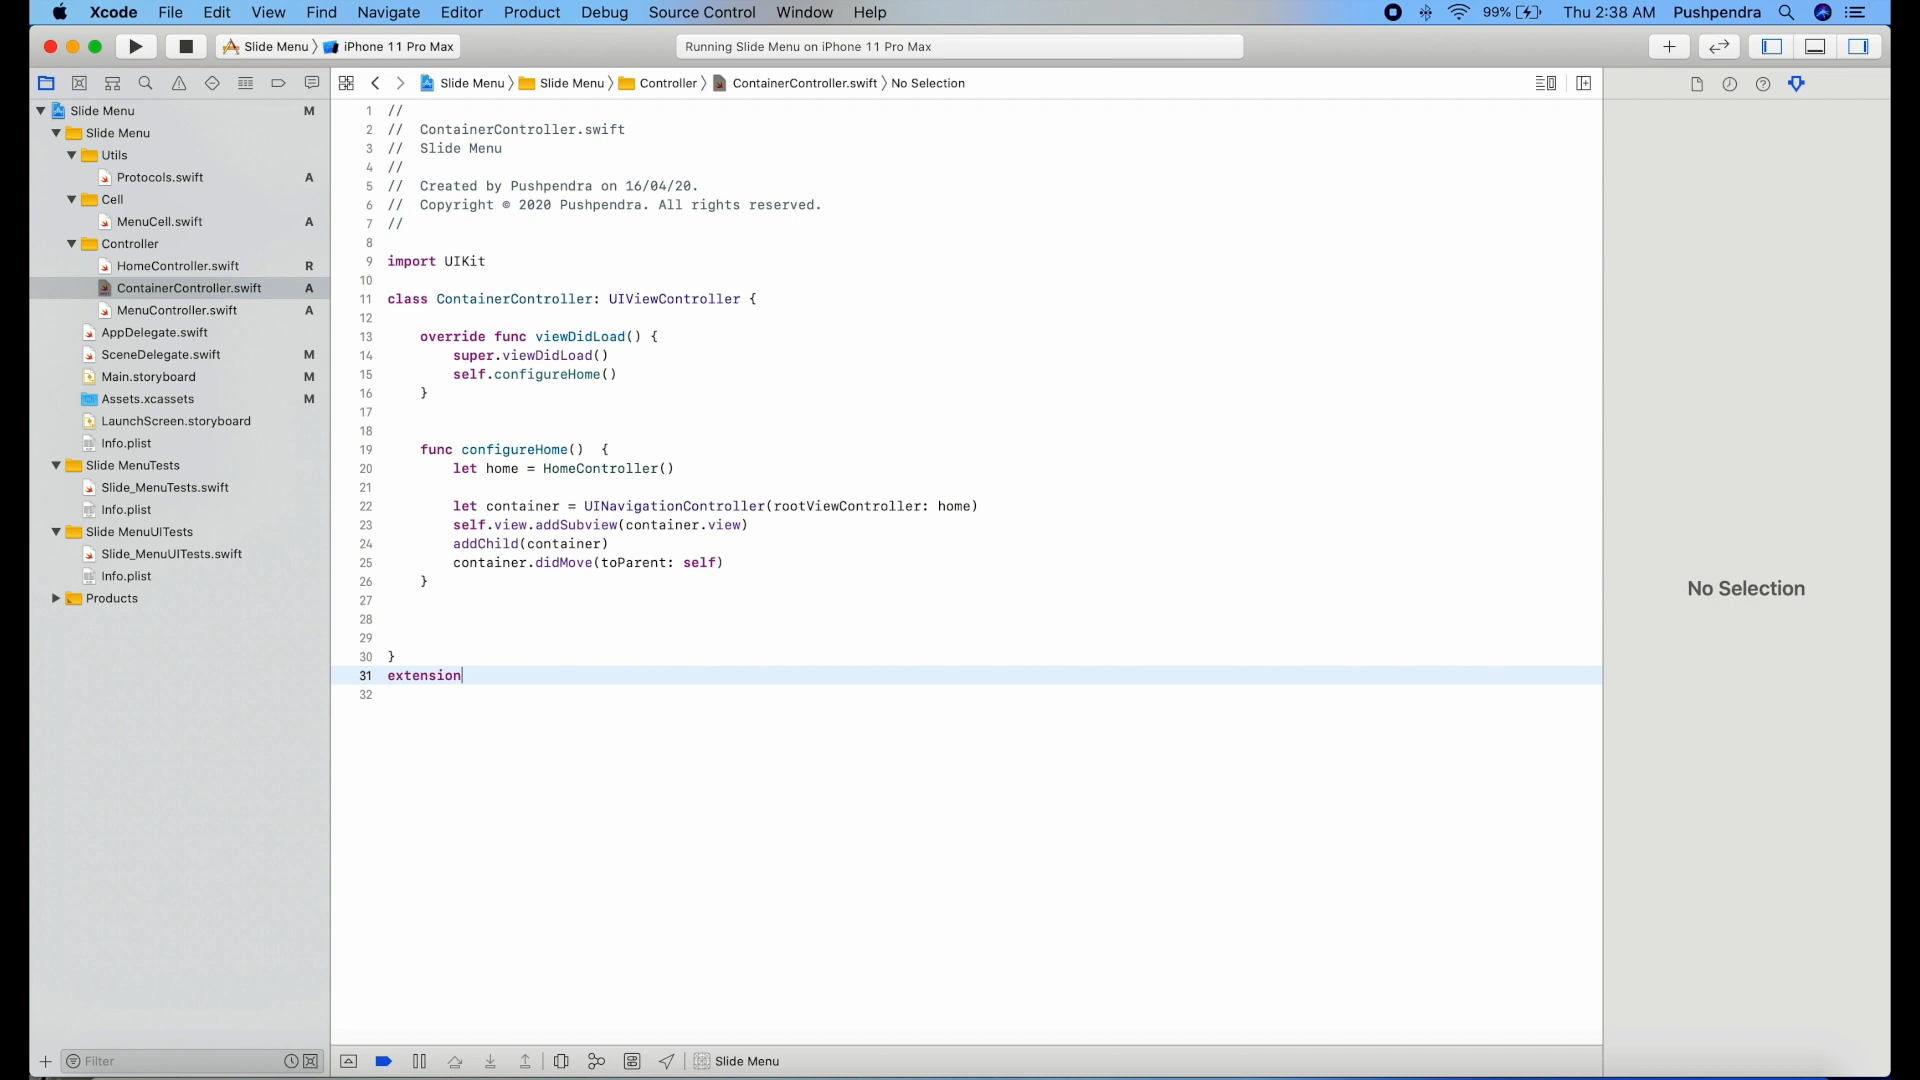 Xcode File Edit View Find Navigate Editor Product Debug Source Control Window Help 99% Thu 2:38 AM Pushpendra
Slide Menu iPhone 11 Pro Max Running Slide Menu on iPhone 11 Pro Max
Slide Menu Slide Menu Controller ContainerController.swift No Selection
Slide Menu M
Slide Menu
Utils
Protocols.swift A
Cell
MenuCell.swift A
Controller
HomeController.swift R
ContainerController.swift A
MenuController.swift A
AppDelegate.swift
SceneDelegate.swift M
Main.storyboard M
Assets.xcassets M
LaunchScreen.storyboard
Info.plist
Slide MenuTests
Slide_MenuTests.swift
Info.plist
Slide MenuUITests
Slide_MenuUITests.swift
Info.plist
Products
1 //
2 // ContainerController.swift
3 // Slide Menu
4 //
5 // Created by Pushpendra on 16/04/20.
6 // Copyright © 2020 Pushpendra. All rights reserved.
7 //
8
9 import UIKit
10
11 class ContainerController: UIViewController {
12
13 override func viewDidLoad() {
14 super.viewDidLoad()
15 self.configureHome()
16 }
17
18
19 func configureHome()  {
20 let home = HomeController()
21
22 let container = UINavigationController(rootViewController: home)
23 self.view.addSubview(container.view)
24 addChild(container)
25 container.didMove(toParent: self)
26 }
27
28
29
30 }
31 extension
32
No Selection
Filter Slide Menu